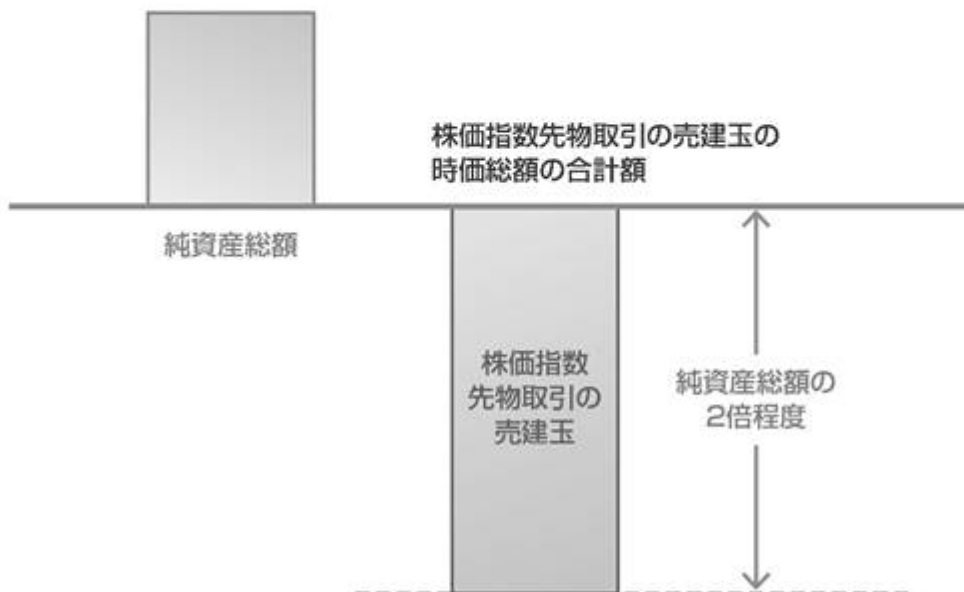 株価指数先物取引の売建玉の
時価総額の合計額
純資産総額
株価指数
先物取引の
売建玉
純資産総額の
2倍程度